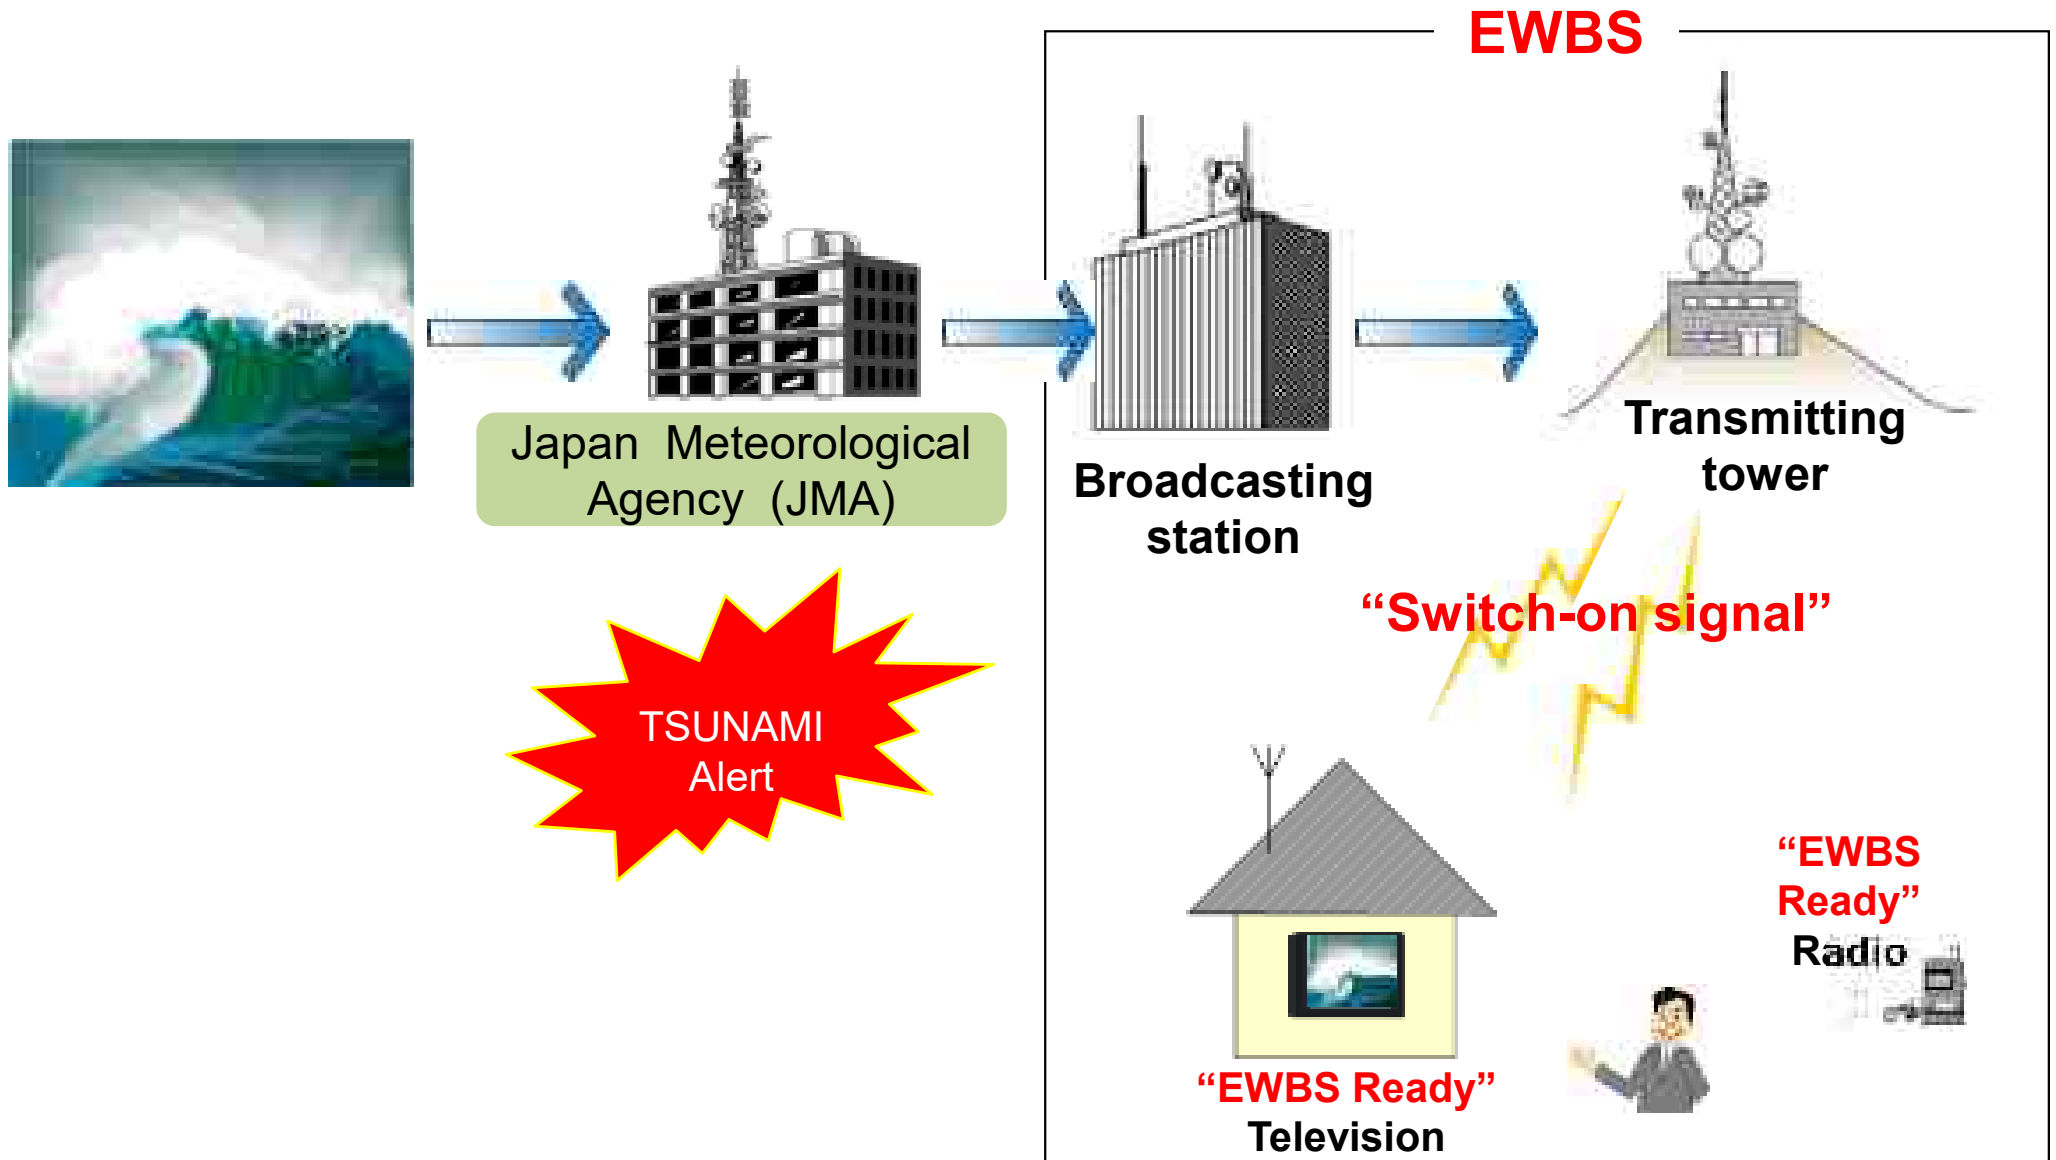 EWBS
Japan Meteorological
Agency (JMA)
Broadcasting
station
Transmitting
tower
“Switch-on signal”
TSUNAMI
Alert
“EWBS
Ready”
Radio
“EWBS Ready”
Television